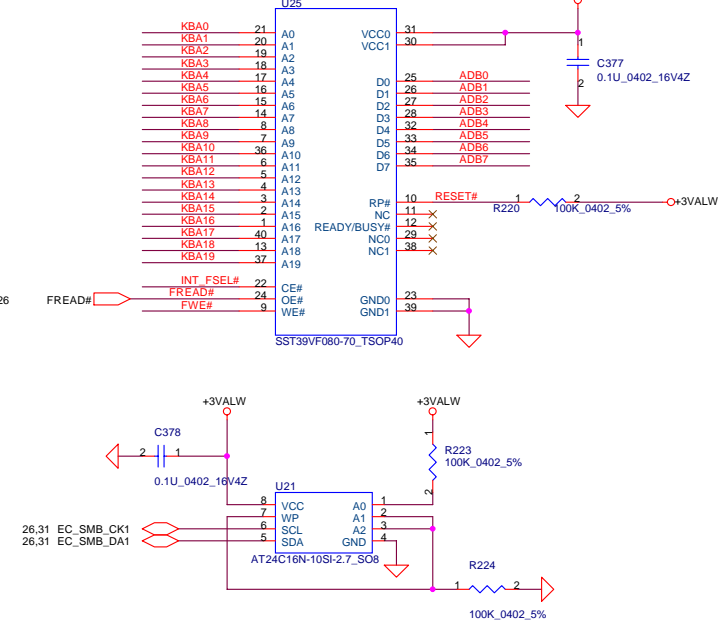 U25
KBA0 21 A0 VCC0 31
KBA1 20 A1 VCC1 30
KBA2 19 A2
KBA3 18 A3
KBA4 17 A4 D0 25 ADB0
KBA5 16 A5 D1 26 ADB1
KBA6 15 A6 D2 27 ADB2
KBA7 14 A7 D3 28 ADB3
KBA8 8 A8 D4 32 ADB4
KBA9 7 A9 D5 33 ADB5
KBA10 36 A10 D6 34 ADB6
KBA11 6 A11 D7 35 ADB7
KBA12 5 A12
KBA13 4 A13
KBA14 3 A14 RP# 10 RESET#
KBA15 2 A15 NC 11
KBA16 1 A16 READY/BUSY# 12
KBA17 40 A17 NC0 29
KBA18 13 A18 NC1 38
KBA19 37 A19
1
C377
0.1U_0402_16V4Z
2
1 2
R220 100K_0402_5%
+3VALW
INT_FSEL# 22 CE#
26 FREAD# FREAD# 24 OE# GND0 23
FWE# 9 WE# GND1 39
SST39VF080-70_TSOP40
+3VALW +3VALW
C378
2 1
0.1U_0402_16V4Z
1
R223
100K_0402_5%
2
U21
8 VCC A0 1
7 WP A1 2
26,31 EC_SMB_CK1 6 SCL A2 3
26,31 EC_SMB_DA1 5 SDA GND 4
AT24C16N-10SI-2.7_SO8
R224
1 2
100K_0402_5%